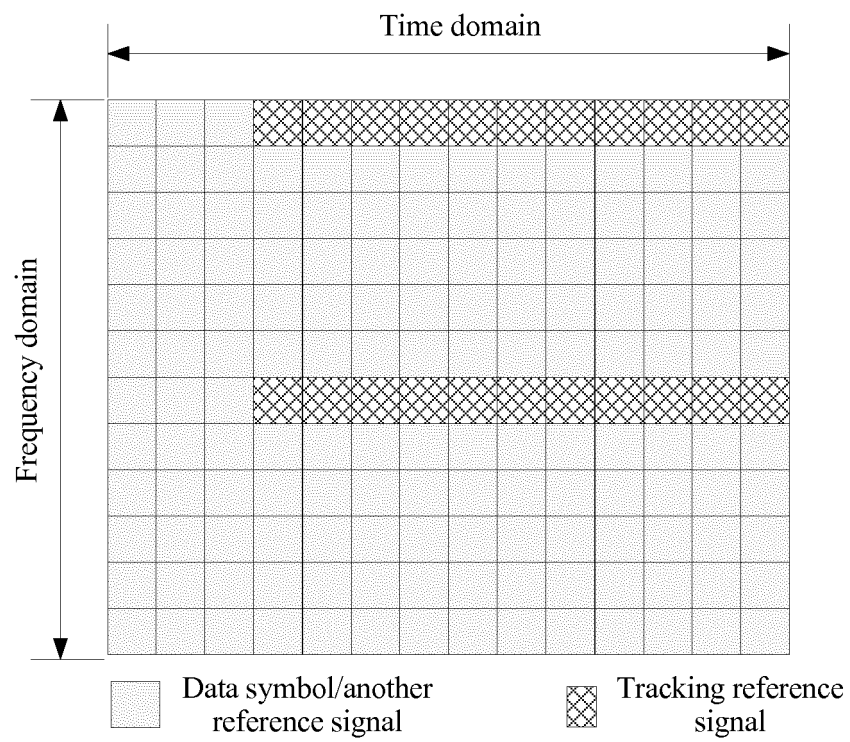 Time domain
Frequency domain
Data symbol/another
reference signal
Tracking reference
signal